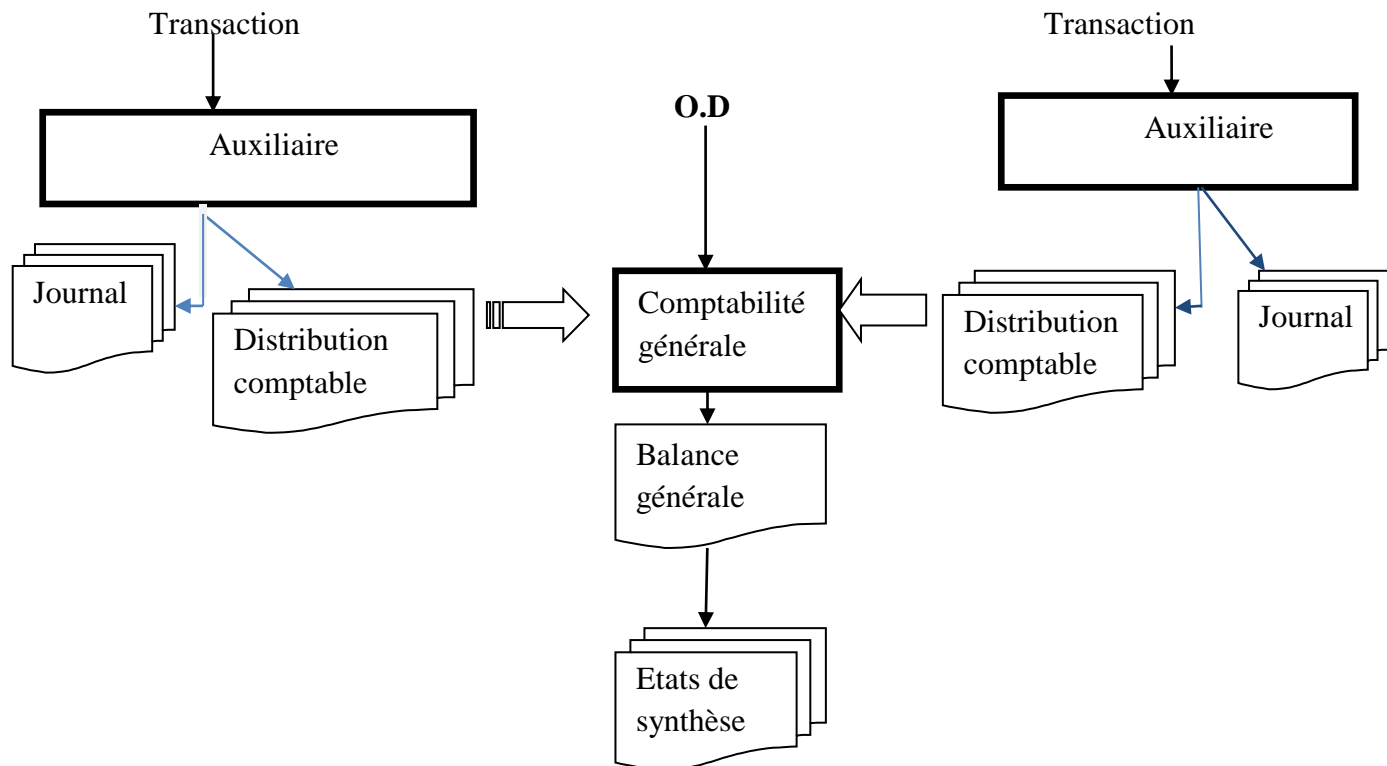 Transaction
Transaction
O.D
Auxiliaire
Auxiliaire
Journal
Distribution
comptable
Comptabilité
générale
Distribution
comptable
Journal
Balance
générale
Etats de
synthèse